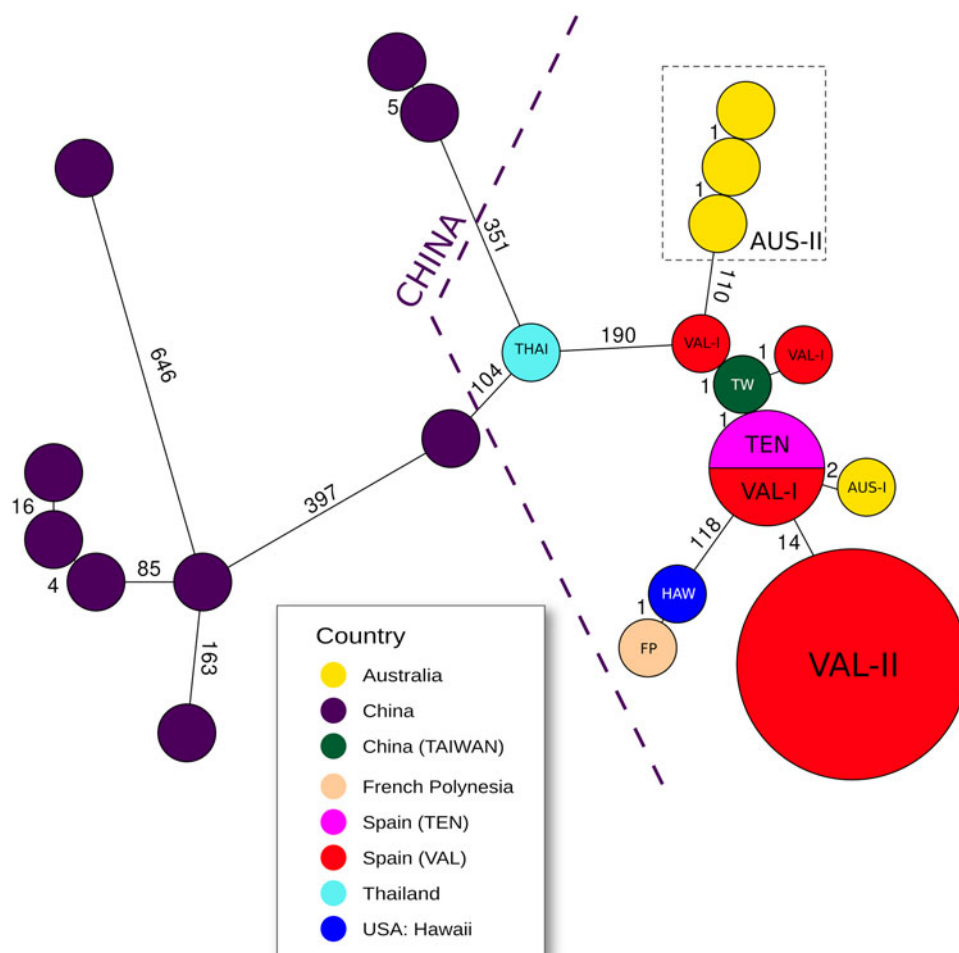 5
1
1
AUS-II
CHINA
351
110
646
THAI
190
VAL-I
1
VAL-I
104
1
TW
1
TEN
VAL-I
2
AUS-I
16
397
4
85
118
14
163
HAW
1
FP
VAL-II
Country
Australia
China
China (TAIWAN)
French Polynesia
Spain (TEN)
Spain (VAL)
Thailand
USA: Hawaii